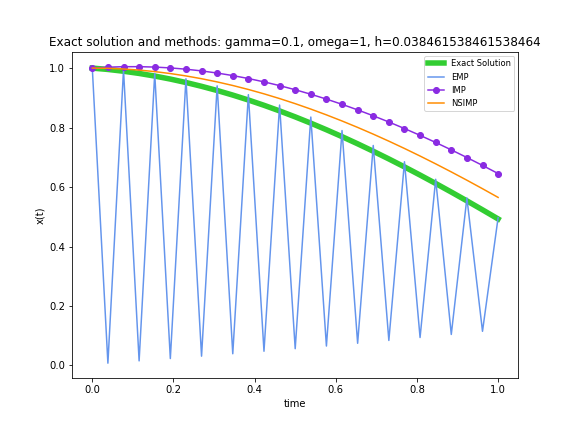 Exact solution and methods: gamma=0.1, omega=1, h=0.038461538461538464
Exact Solution
EMP
IMP
NSIMP
1.0
0.8
0.6
0.4
0.2
0.0
x(t)
0.0 0.2 0.4 0.6 0.8 1.0
time